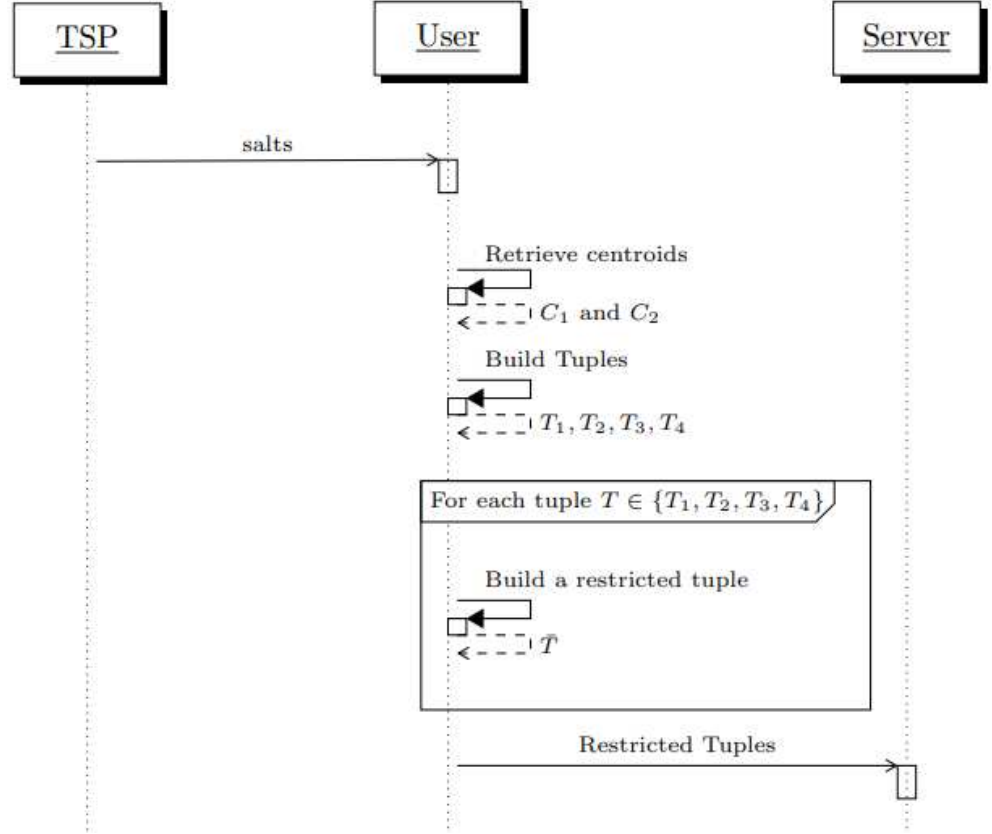 TSP
User
Server
salts
Retrieve centroids
C₁ and C₂
Build Tuples
T₁, T₂, T₃, T₄
For each tuple T ∈ {T₁, T₂, T₃, T₄}
Build a restricted tuple
T̄
Restricted Tuples